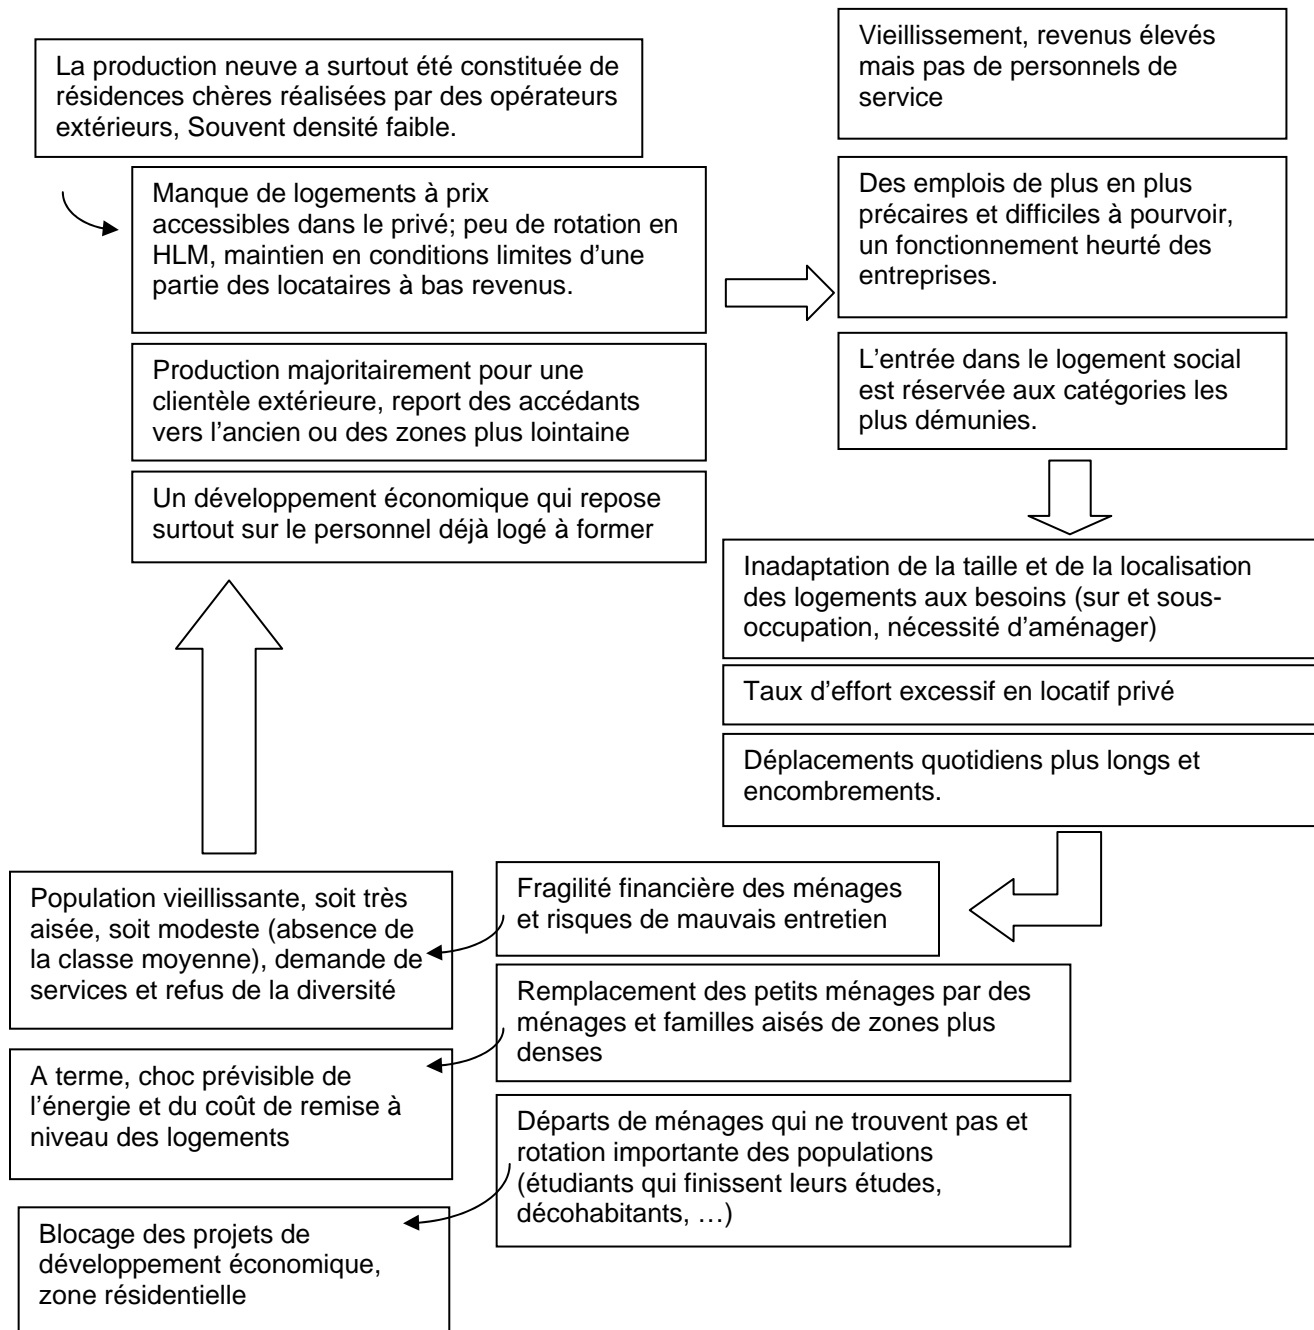 La production neuve a surtout été constituée de
résidences chères réalisées par des opérateurs
extérieurs, Souvent densité faible.
Manque de logements à prix
accessibles dans le privé; peu de rotation en
HLM, maintien en conditions limites d’une
partie des locataires à bas revenus.
Production majoritairement pour une
clientèle extérieure, report des accédants
vers l’ancien ou des zones plus lointaine
Un développement économique qui repose
surtout sur le personnel déjà logé à former
Vieillissement, revenus élevés
mais pas de personnels de
service
Des emplois de plus en plus
précaires et difficiles à pourvoir,
un fonctionnement heurté des
entreprises.
L’entrée dans le logement social
est réservée aux catégories les
plus démunies.
Inadaptation de la taille et de la localisation
des logements aux besoins (sur et sous-
occupation, nécessité d’aménager)
Taux d’effort excessif en locatif privé
Déplacements quotidiens plus longs et
encombrements.
Fragilité financière des ménages
et risques de mauvais entretien
Remplacement des petits ménages par des
ménages et familles aisés de zones plus
denses
Départs de ménages qui ne trouvent pas et
rotation importante des populations
(étudiants qui finissent leurs études,
décohabitants, …)
Population vieillissante, soit très
aisée, soit modeste (absence de
la classe moyenne), demande de
services et refus de la diversité
A terme, choc prévisible de
l’énergie et du coût de remise à
niveau des logements
Blocage des projets de
développement économique,
zone résidentielle